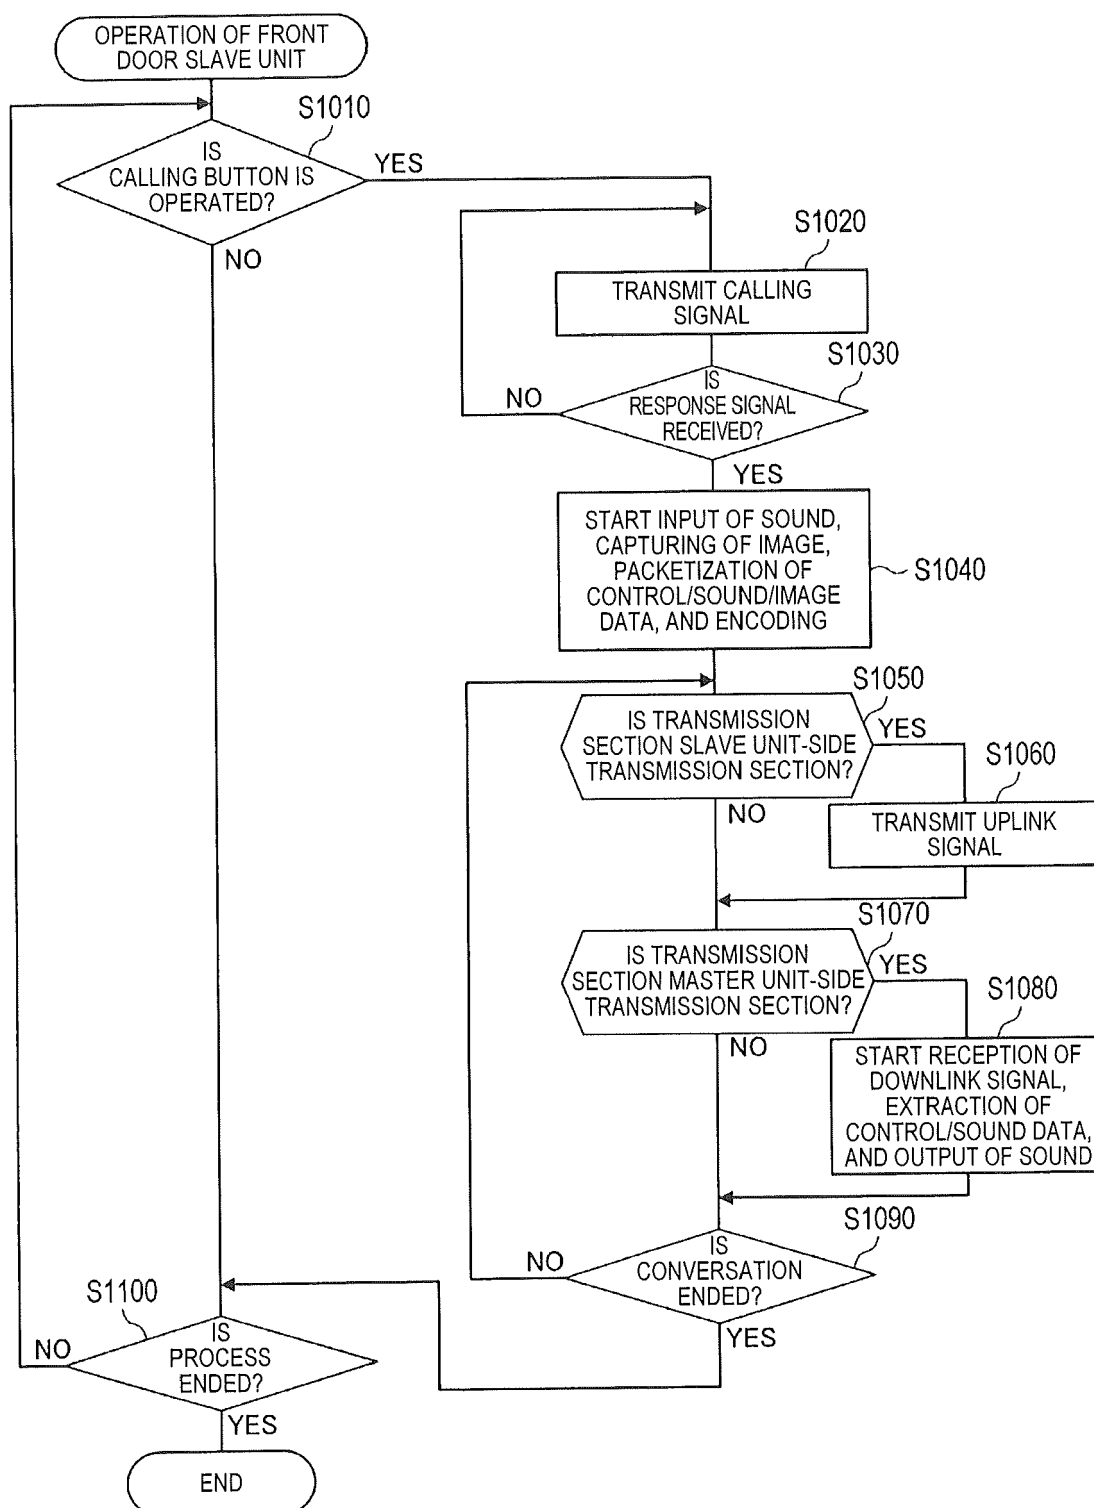 OPERATION OF FRONT
DOOR SLAVE UNIT
S1010
IS
CALLING BUTTON IS
OPERATED?
YES
NO
S1020
TRANSMIT CALLING
SIGNAL
S1030
IS
RESPONSE SIGNAL
RECEIVED?
NO
YES
START INPUT OF SOUND,
CAPTURING OF IMAGE,
PACKETIZATION OF
CONTROL/SOUND/IMAGE
DATA, AND ENCODING
S1040
S1050
IS TRANSMISSION
SECTION SLAVE UNIT-SIDE
TRANSMISSION SECTION?
YES
NO
S1060
TRANSMIT UPLINK
SIGNAL
S1070
IS TRANSMISSION
SECTION MASTER UNIT-SIDE
TRANSMISSION SECTION?
YES
NO
S1080
START RECEPTION OF
DOWNLINK SIGNAL,
EXTRACTION OF
CONTROL/SOUND DATA,
AND OUTPUT OF SOUND
S1090
IS
CONVERSATION
ENDED?
NO
YES
S1100
IS
PROCESS
ENDED?
NO
YES
END